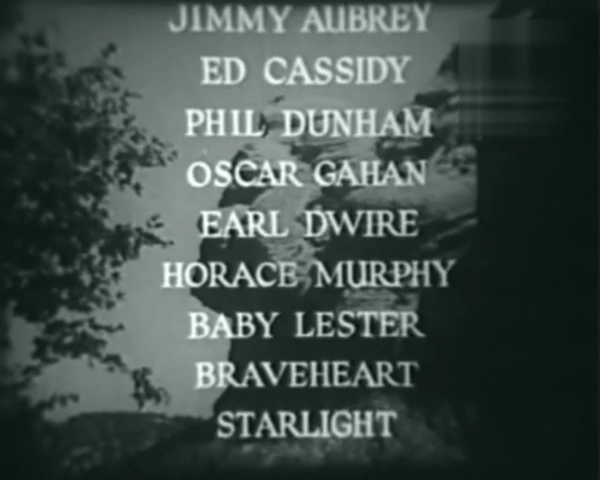 JIMMY AUBREY
ED CASSIDY
PHIL DUNHAM
OSCAR GAHAN
EARL DWIRE
HORACE MURPHY
BABY LESTER
BRAVEHEART
STARLIGHT